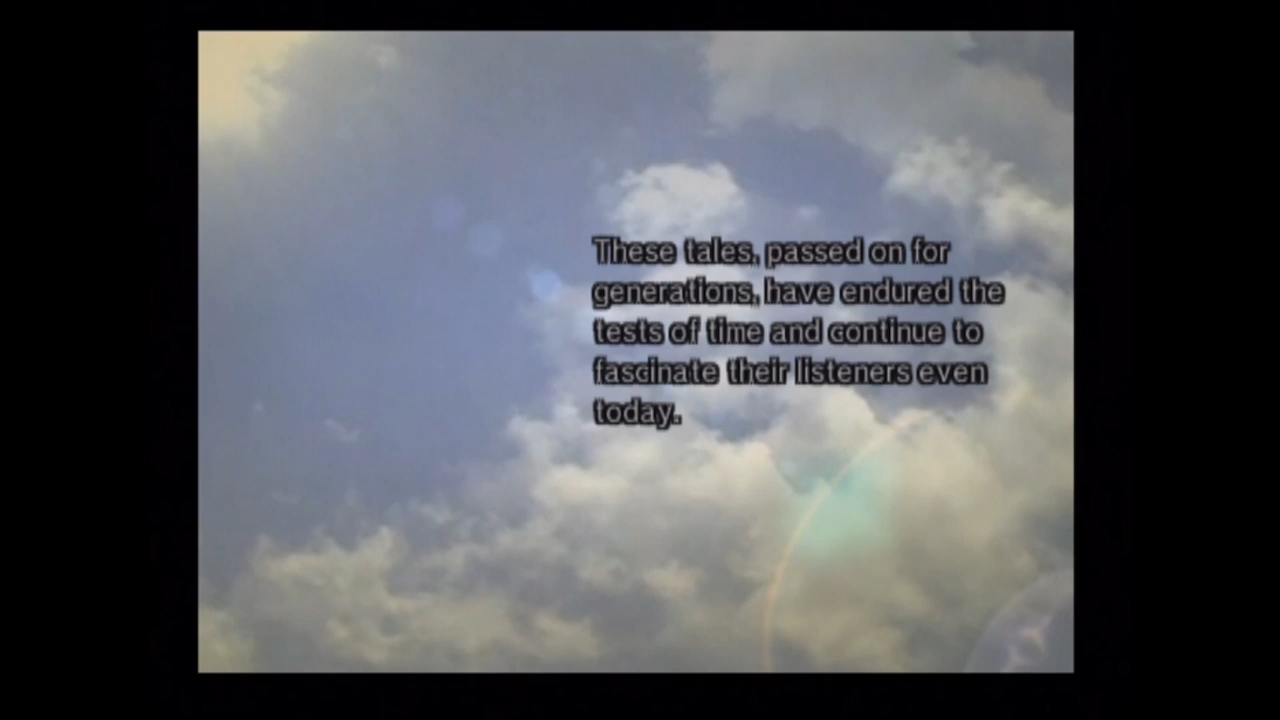 These tales, passed on for
generations, have endured the
tests of time and continue to
fascinate their listeners even
today.